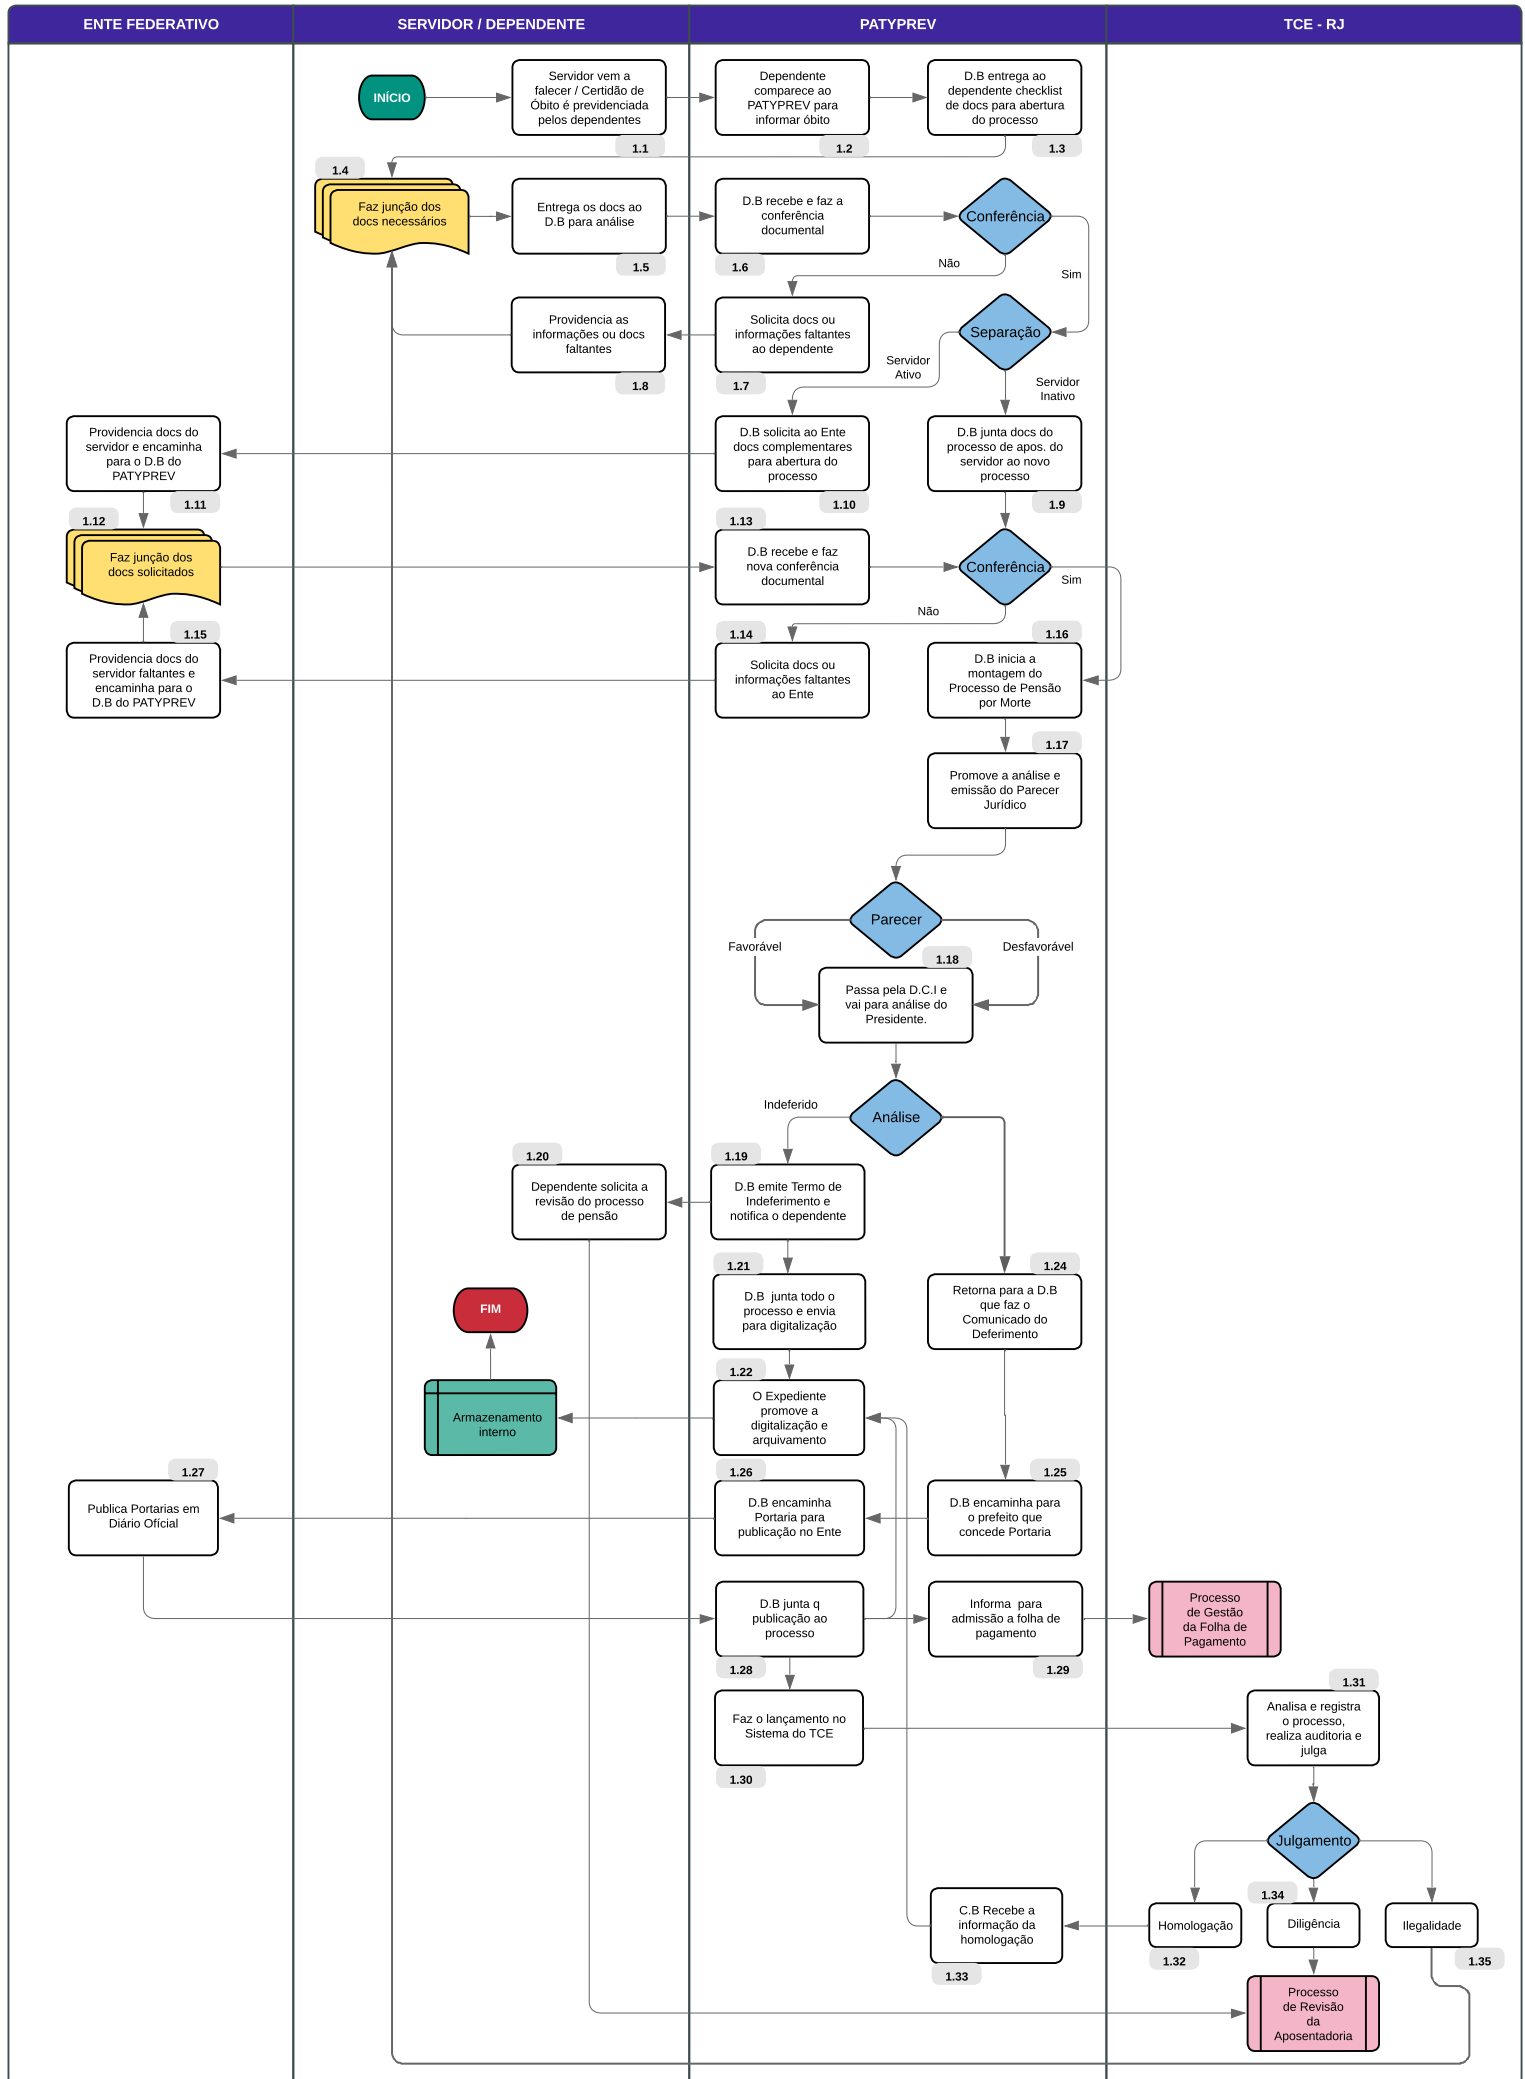 ENTE FEDERATIVO
SERVIDOR / DEPENDENTE
PATYPREV
TCE - RJ
INÍCIO
Servidor vem a
falecer / Certidão de
Óbito é previdenciada
pelos dependentes
1.1
Dependente
comparece ao
PATYPREV para
informar óbito
1.2
D.B entrega ao
dependente checklist
de docs para abertura
do processo
1.3
1.4
Faz junção dos
docs necessários
Entrega os docs ao
D.B para análise
1.5
D.B recebe e faz a
conferência
documental
1.6
Conferência
Não
Sim
Providencia as
informações ou docs
faltantes
1.8
Solicita docs ou
informações faltantes
ao dependente
1.7
Separação
Servidor
Ativo
Servidor
Inativo
Providencia docs do
servidor e encaminha
para o D.B do
PATYPREV
1.11
D.B solicita ao Ente
docs complementares
para abertura do
processo
1.10
D.B junta docs do
processo de apos. do
servidor ao novo
processo
1.9
1.12
Faz junção dos
docs solicitados
1.13
D.B recebe e faz
nova conferência
documental
Conferência
Sim
Não
1.15
Providencia docs do
servidor faltantes e
encaminha para o
D.B do PATYPREV
1.14
Solicita docs ou
informações faltantes
ao Ente
1.16
D.B inicia a
montagem do
Processo de Pensão
por Morte
1.17
Promove a análise e
emissão do Parecer
Jurídico
Parecer
Favorável
Desfavorável
1.18
Passa pela D.C.I e
vai para análise do
Presidente.
Análise
Indeferido
1.20
Dependente solicita a
revisão do processo
de pensão
1.19
D.B emite Termo de
Indeferimento e
notifica o dependente
1.21
D.B  junta todo o
processo e envia
para digitalização
1.24
Retorna para a D.B
que faz o
Comunicado do
Deferimento
FIM
Armazenamento
interno
1.22
O Expediente
promove a
digitalização e
arquivamento
1.27
Publica Portarias em
Diário Ofícial
1.26
D.B encaminha
Portaria para
publicação no Ente
1.25
D.B encaminha para
o prefeito que
concede Portaria
D.B junta q
publicação ao
processo
1.28
Informa  para
admissão a folha de
pagamento
1.29
Processo
de Gestão
da Folha de
Pagamento
Faz o lançamento no
Sistema do TCE
1.30
1.31
Analisa e registra
o processo,
realiza auditoria e
julga
Julgamento
C.B Recebe a
informação da
homologação
1.33
Homologação
1.32
1.34
Diligência
Ilegalidade
1.35
Processo
de Revisão
da
Aposentadoria